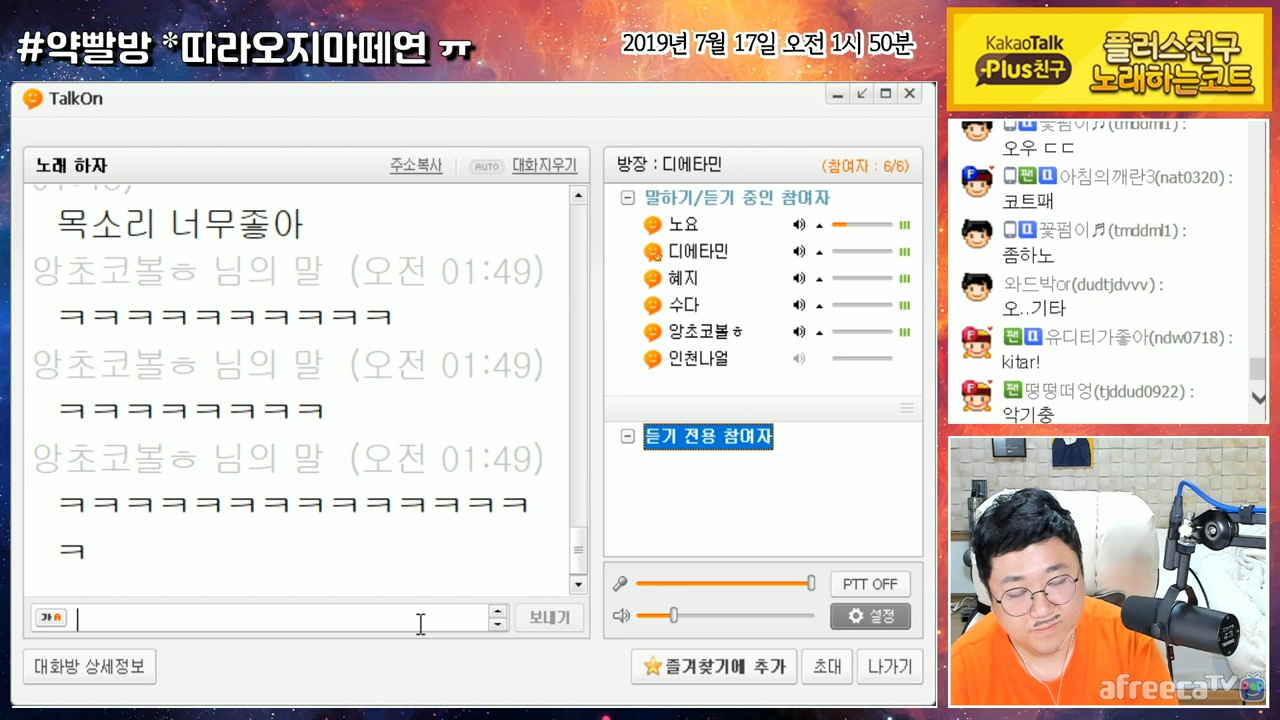 #약빨방 *따라오지마떼연 ㅠ
2019년 7월 17일 오전 1시 50분
KakaoTalk
Plus친구
플러스친구
노래하는코트
TalkOn
노래 하자
주소복사
AUTO
대화지우기
목소리 너무좋아
앙초코볼ㅎ 님의 말 (오전 01:49)
ㅋㅋㅋㅋㅋㅋㅋㅋㅋㅋ
앙초코볼ㅎ 님의 말 (오전 01:49)
ㅋㅋㅋㅋㅋㅋㅋㅋ
앙초코볼ㅎ 님의 말 (오전 01:49)
ㅋㅋㅋㅋㅋㅋㅋㅋㅋㅋㅋㅋㅋㅋ
ㅋ
가
보내기
대화방 상세정보
방장 : 디에타민
(참여자 : 6/6)
말하기/듣기 중인 참여자
노요
디에타민
혜지
수다
앙초코볼ㅎ
인천나얼
듣기 전용 참여자
PTT OFF
설정
즐겨찾기에 추가
초대
나가기
꽃펌이♬(tmddml1) :
오우 ㄷㄷ
F 팬 아침의깨란3(nat0320) :
코트패
꽃펌이♬(tmddml1) :
좀하노
와드박or(dudtjdvvv) :
오..기타
F 팬 유디티가좋아(ndw0718) :
kitar!
F 팬 떵떵떠엉(tjddud0922) :
악기충
afreecaTV